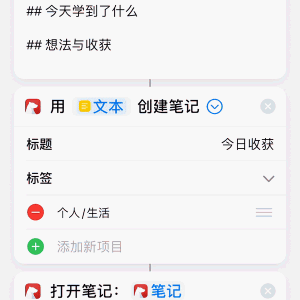 ## 今天学到了什么
## 想法与收获
用 文本 创建笔记
标题 今日收获
标签
个人/生活
添加新项目
打开笔记: 笔记